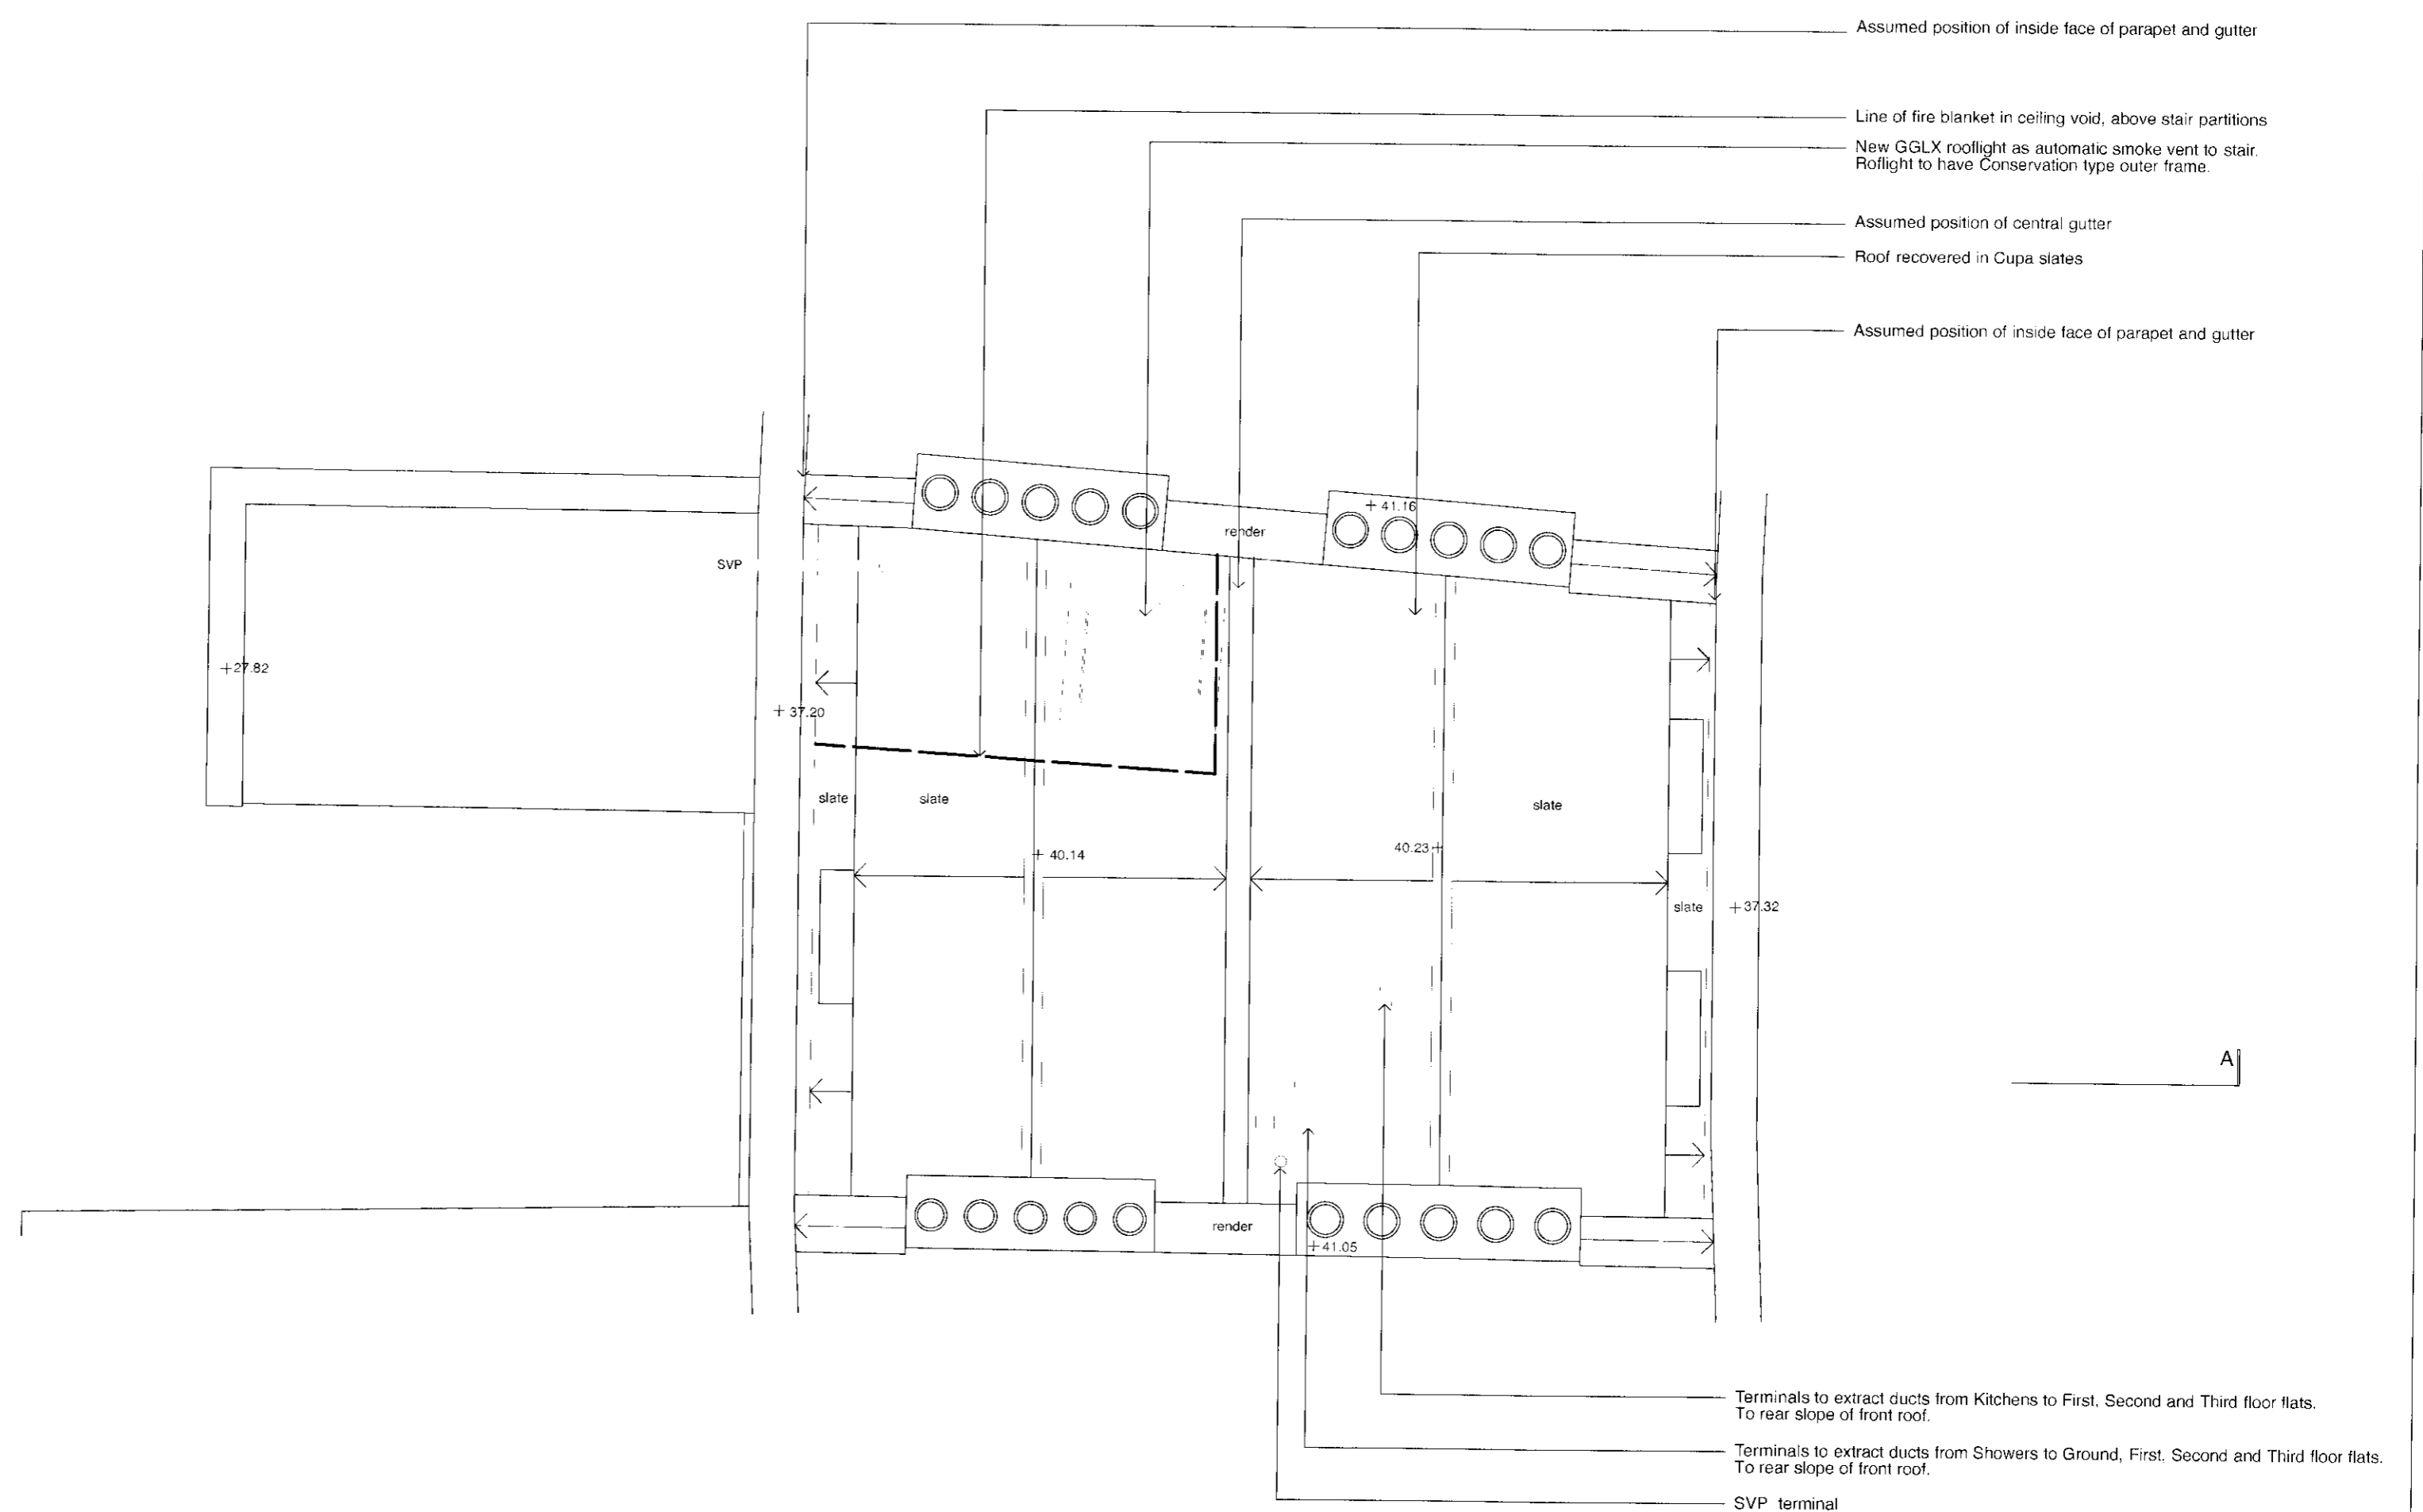 Assumed position of inside face of parapet and gutter
Line of fire blanket in ceiling void, above stair partitions
New GGLX rooflight as automatic smoke vent to stair.
Roflight to have Conservation type outer frame.
Assumed position of central gutter
Roof recovered in Cupa slates
Assumed position of inside face of parapet and gutter
+ 41.16
render
SVP
+27.82
+ 37.20
slate
slate
slate
+ 40.14
40.23+
slate
+37.32
A
render
+41.05
Terminals to extract ducts from Kitchens to First, Second and Third floor flats.
To rear slope of front roof.
Terminals to extract ducts from Showers to Ground, First, Second and Third floor flats.
To rear slope of front roof.
SVP terminal